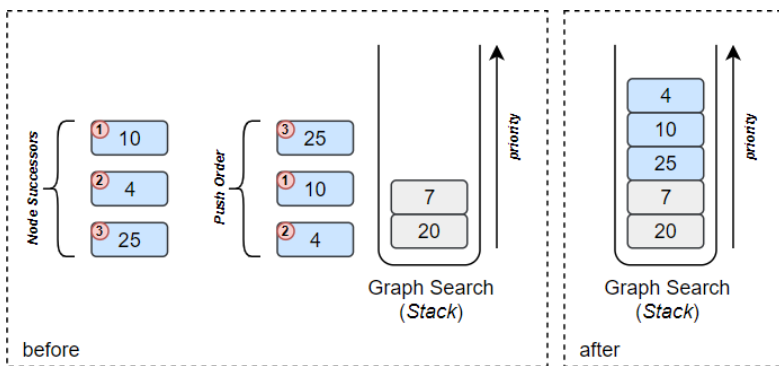 Node Successors
1
10
2
4
3
25
Push Order
3
25
1
10
2
4
7
20
priority
Graph Search
(Stack)
before
4
10
25
7
20
priority
Graph Search
(Stack)
after